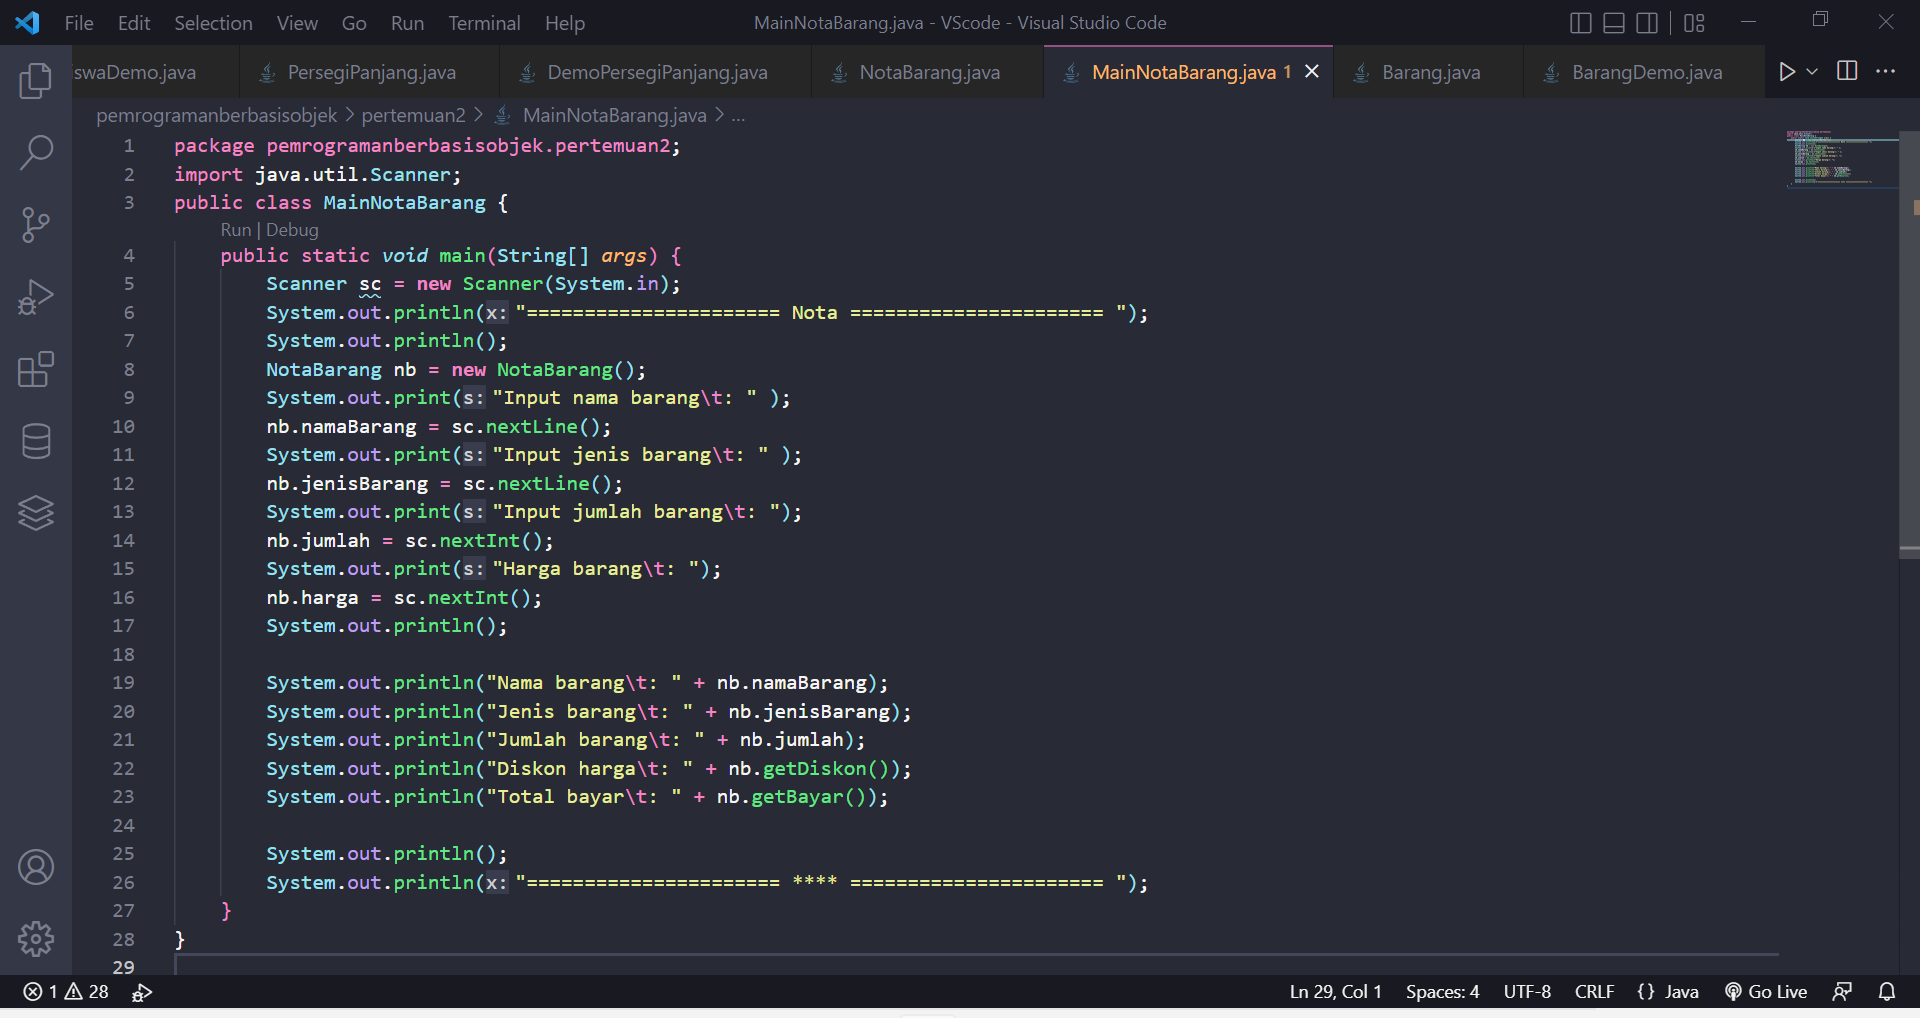 File Edit Selection View Go Run Terminal Help MainNotaBarang.java - VScode - Visual Studio Code
iswaDemo.java PersegiPanjang.java DemoPersegiPanjang.java NotaBarang.java MainNotaBarang.java 1 Barang.java BarangDemo.java
pemrogramanberbasisobjek > pertemuan2 > MainNotaBarang.java > ...
1 package pemrogramanberbasisobjek.pertemuan2;
2 import java.util.Scanner;
3 public class MainNotaBarang {
Run | Debug
4 public static void main(String[] args) {
5 Scanner sc = new Scanner(System.in);
6 System.out.println(x: "====================== Nota ====================== ");
7 System.out.println();
8 NotaBarang nb = new NotaBarang();
9 System.out.print(s: "Input nama barang\t: " );
10 nb.namaBarang = sc.nextLine();
11 System.out.print(s: "Input jenis barang\t: " );
12 nb.jenisBarang = sc.nextLine();
13 System.out.print(s: "Input jumlah barang\t: ");
14 nb.jumlah = sc.nextInt();
15 System.out.print(s: "Harga barang\t: ");
16 nb.harga = sc.nextInt();
17 System.out.println();
18
19 System.out.println("Nama barang\t: " + nb.namaBarang);
20 System.out.println("Jenis barang\t: " + nb.jenisBarang);
21 System.out.println("Jumlah barang\t: " + nb.jumlah);
22 System.out.println("Diskon harga\t: " + nb.getDiskon());
23 System.out.println("Total bayar\t: " + nb.getBayar());
24
25 System.out.println();
26 System.out.println(x: "====================== **** ====================== ");
27 }
28 }
29
1 28 Ln 29, Col 1 Spaces: 4 UTF-8 CRLF {} Java Go Live